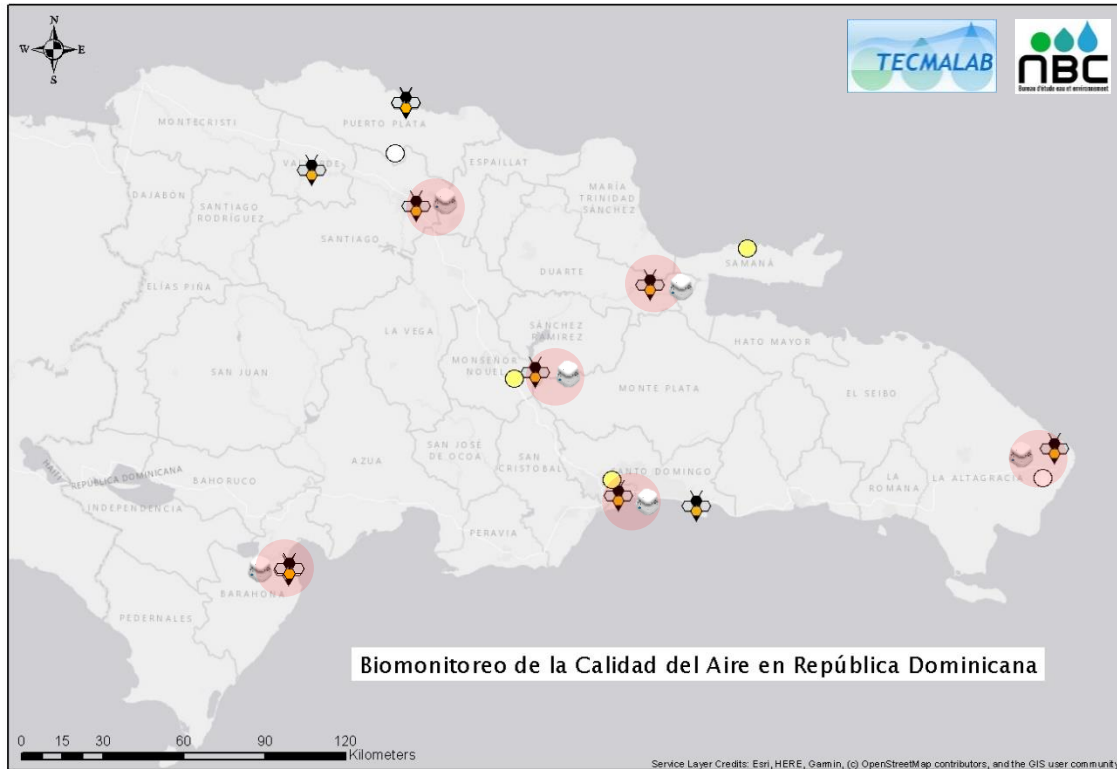 N
W E
S
TECMALAB
NBC
Bureau d'étude eau et environnement
MONTECRISTI
PUERTO PLATA
ESPAILLAT
DAJABÓN
SANTIAGO
RODRÍGUEZ
MARÍA
TRINIDAD
SÁNCHEZ
SANTIAGO
SAMANÁ
DUARTE
ELÍAS PIÑA
LA VEGA
SÁNCHEZ
RAMÍREZ
HATO MAYOR
SAN JUAN
MONSEÑOR
NOUEL
MONTE PLATA
EL SEIBO
SAN JOSÉ
DE OCOA
SAN
CRISTÓBAL
AZUA
HAITI
REPÚBLICA DOMINICANA
BAHORUCO
LA
ROMANA
LA ALTAGRACIA
INDEPENDENCIA
PERAVIA
BARAHONA
PEDERNALES
Biomonitoreo de la Calidad del Aire en República Dominicana
0 15 30 60 90 120
Kilometers
Service Layer Credits: Esri, HERE, Garmin, (c) OpenStreetMap contributors, and the GIS user community